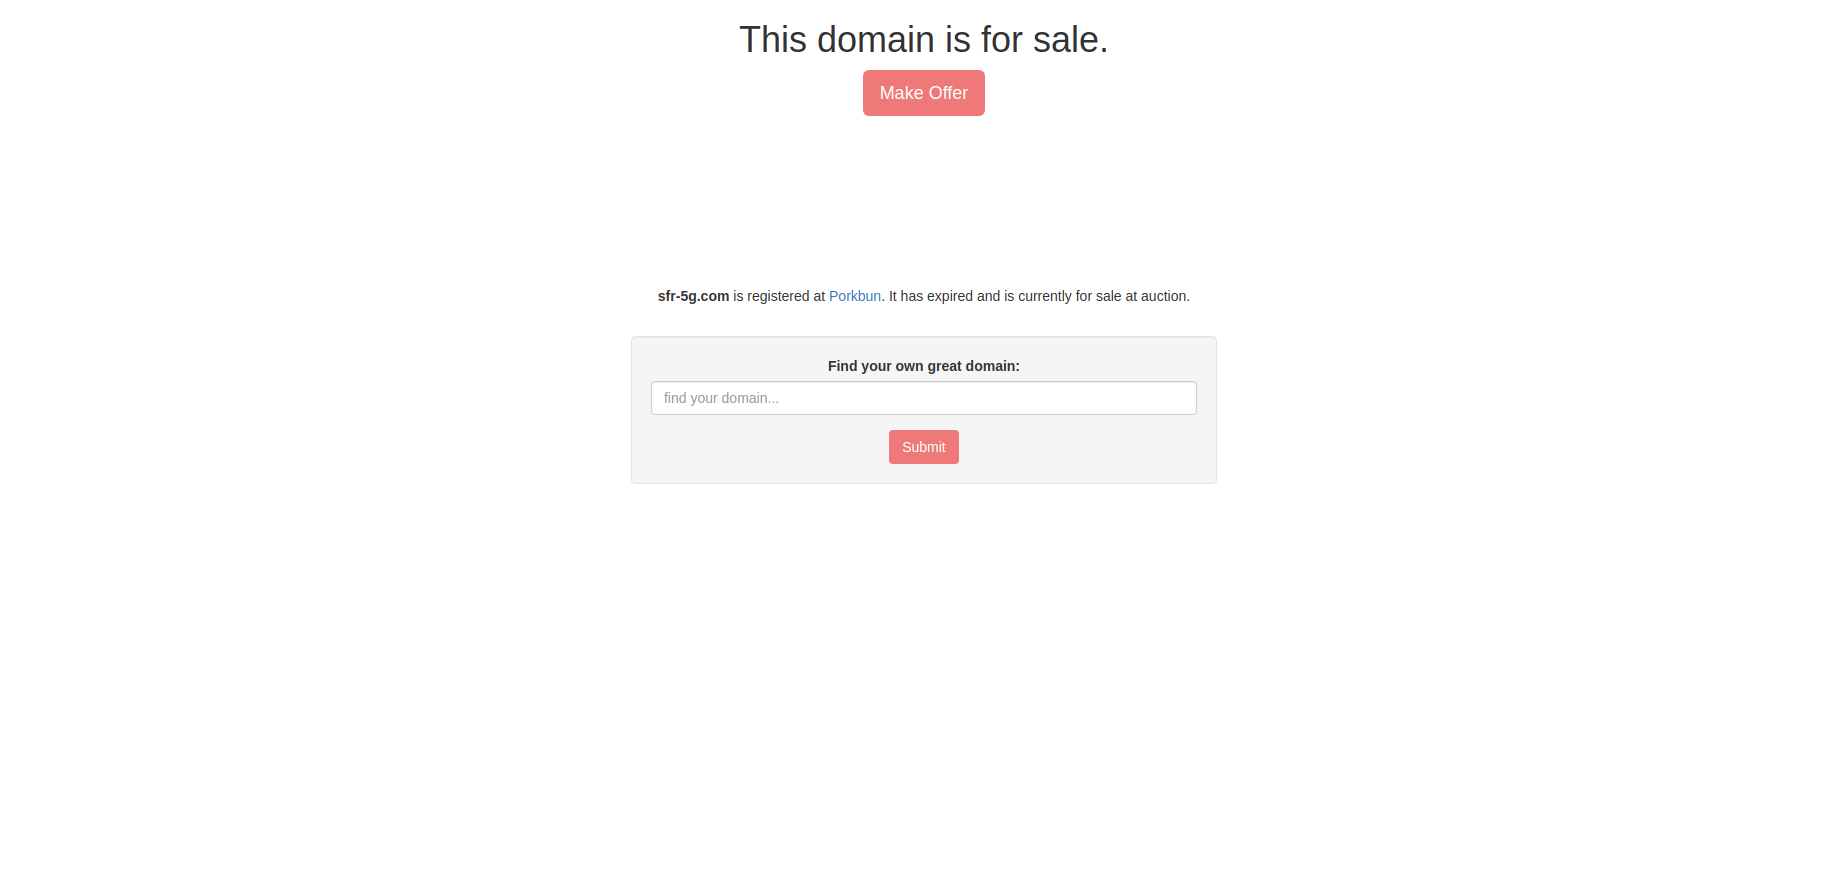 This domain is for sale.
Make Offer
sfr-5g.com is registered at Porkbun. It has expired and is currently for sale at auction.
Find your own great domain:
find your domain...
Submit